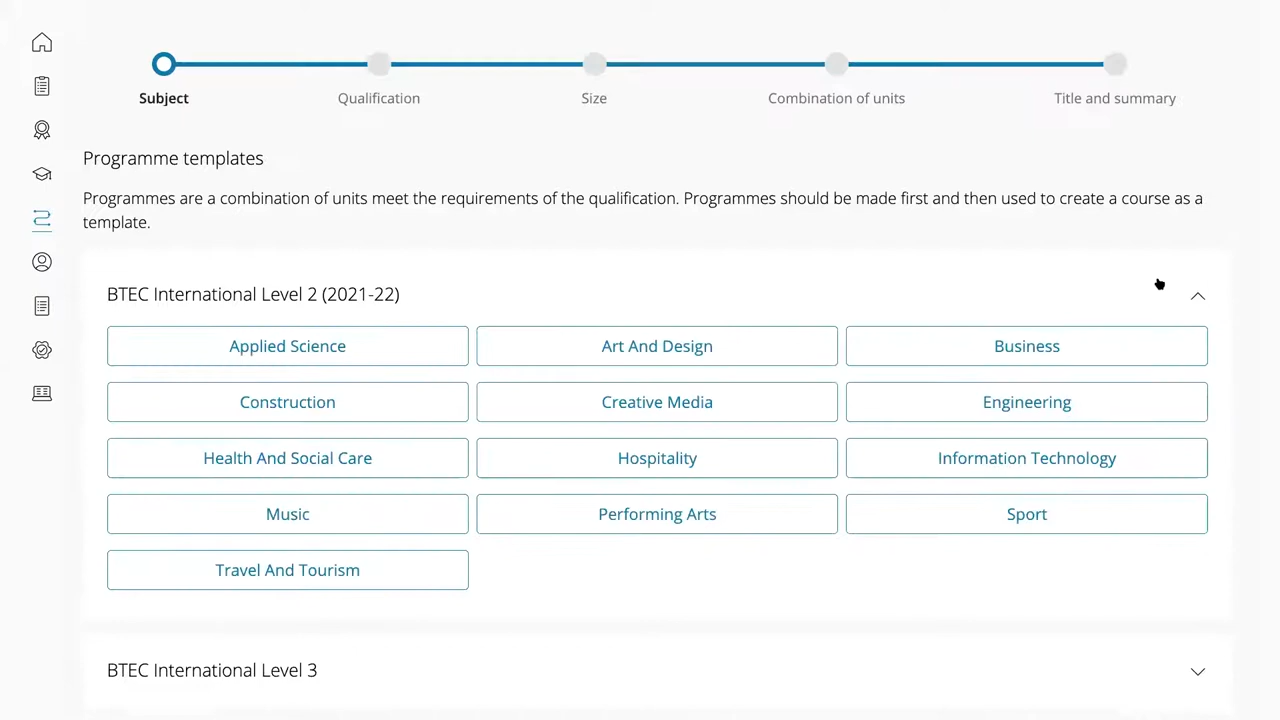 Subject
Qualification
Size
Combination of units
Title and summary
Programme templates
Programmes are a combination of units meet the requirements of the qualification. Programmes should be made first and then used to create a course as a
template.
BTEC International Level 2 (2021-22)
Applied Science
Art And Design
Business
Construction
Creative Media
Engineering
Health And Social Care
Hospitality
Information Technology
Music
Performing Arts
Sport
Travel And Tourism
BTEC International Level 3